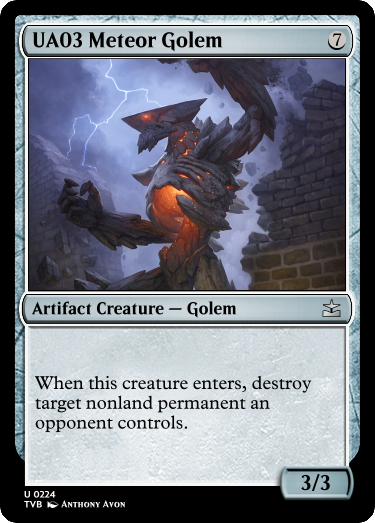 UA03 Meteor Golem
7
Artifact Creature — Golem
When this creature enters, destroy
target nonland permanent an
opponent controls.
3/3
U 0224
TVB Anthony Avon